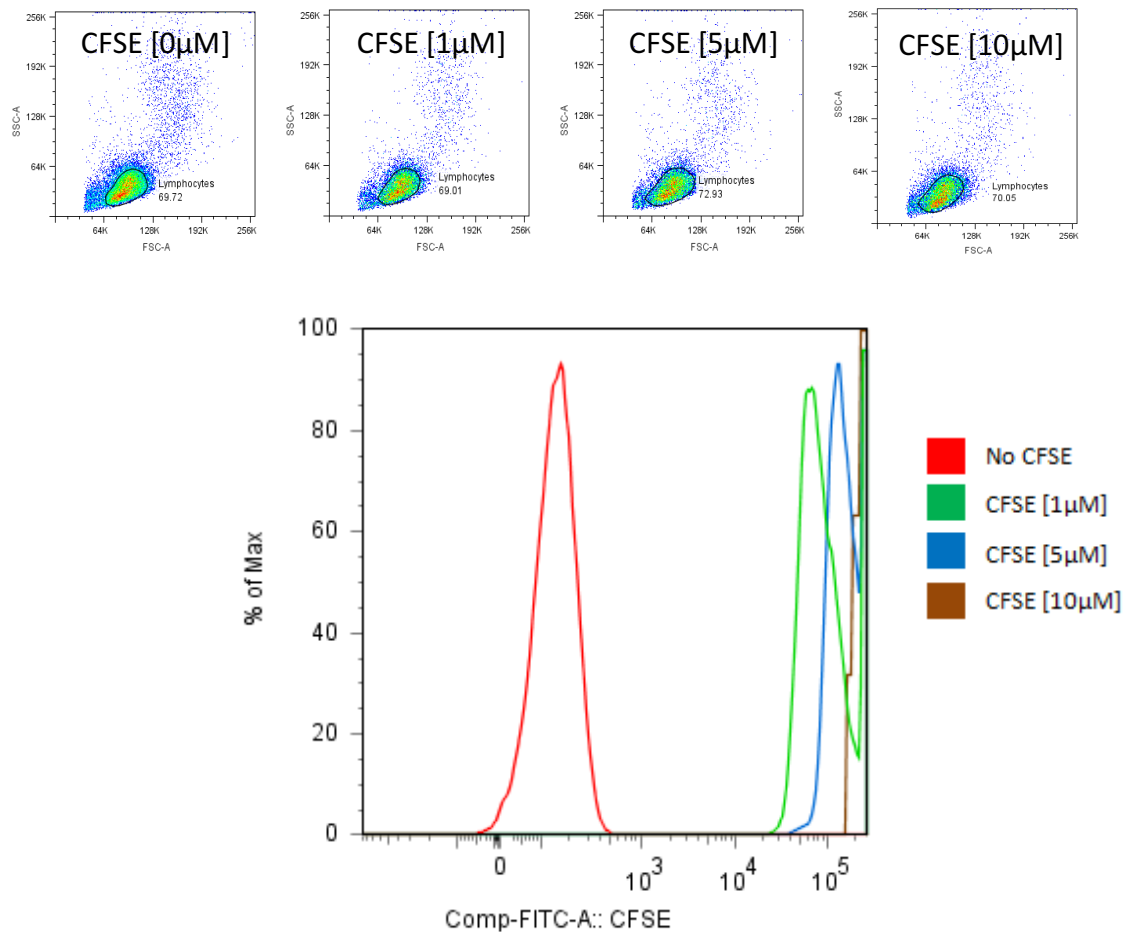 CFSE [0µM]
256K
192K
128K
64K
SSC-A
Lymphocytes
69.72
64K 128K 192K 256K
FSC-A
CFSE [1µM]
256K
192K
128K
64K
SSC-A
Lymphocytes
69.01
64K 128K 192K 256K
FSC-A
CFSE [5µM]
256K
192K
128K
64K
SSC-A
Lymphocytes
72.93
64K 128K 192K 256K
FSC-A
CFSE [10µM]
256K
192K
128K
64K
SSC-A
Lymphocytes
70.05
64K 128K 192K 256K
FSC-A
100
80
60
40
20
0
% of Max
0 10³ 10⁴ 10⁵
Comp-FITC-A:: CFSE
No CFSE
CFSE [1µM]
CFSE [5µM]
CFSE [10µM]